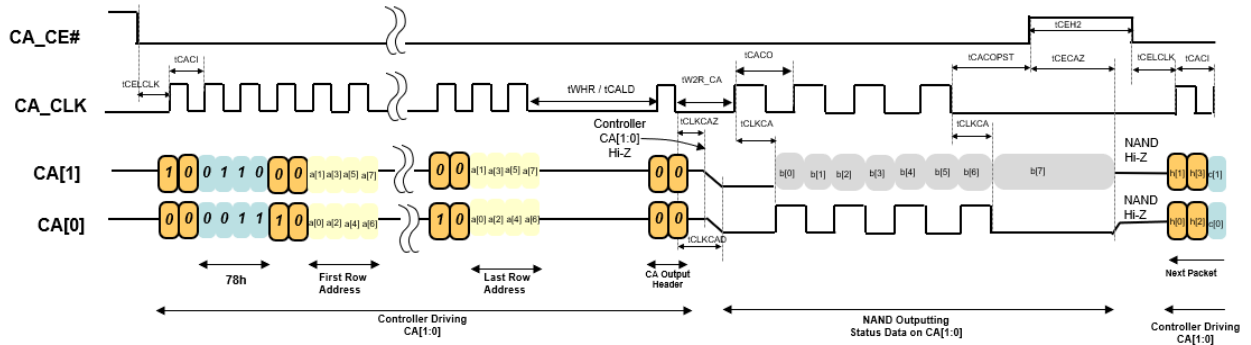 CA_CE#
tCEH2
tCELCLK
tCACI
tCACO
tCACOPST
tCECAZ
tCELCLK
tCACI
CA_CLK
tWHR / tCALD
tW2R_CA
tCLKCAZ
tCLKCA
tCLKCA
Controller
CA[1:0]
Hi-Z
NAND
Hi-Z
CA[1]
1 0 0 1 1 0 0 0 a[1] a[3] a[5] a[7] 0 0 a[1] a[3] a[5] a[7] 0 0 b[0] b[1] b[2] b[3] b[4] b[5] b[6] b[7] h[1] h[3] c[1]
NAND
Hi-Z
CA[0]
0 0 0 0 1 1 1 0 a[0] a[2] a[4] a[6] 1 0 a[0] a[2] a[4] a[6] 0 0 h[0] h[2] c[0]
tCLKCAD
78h
First Row
Address
Last Row
Address
CA Output
Header
Next Packet
Controller Driving
CA[1:0]
NAND Outputting
Status Data on CA[1:0]
Controller Driving
CA[1:0]